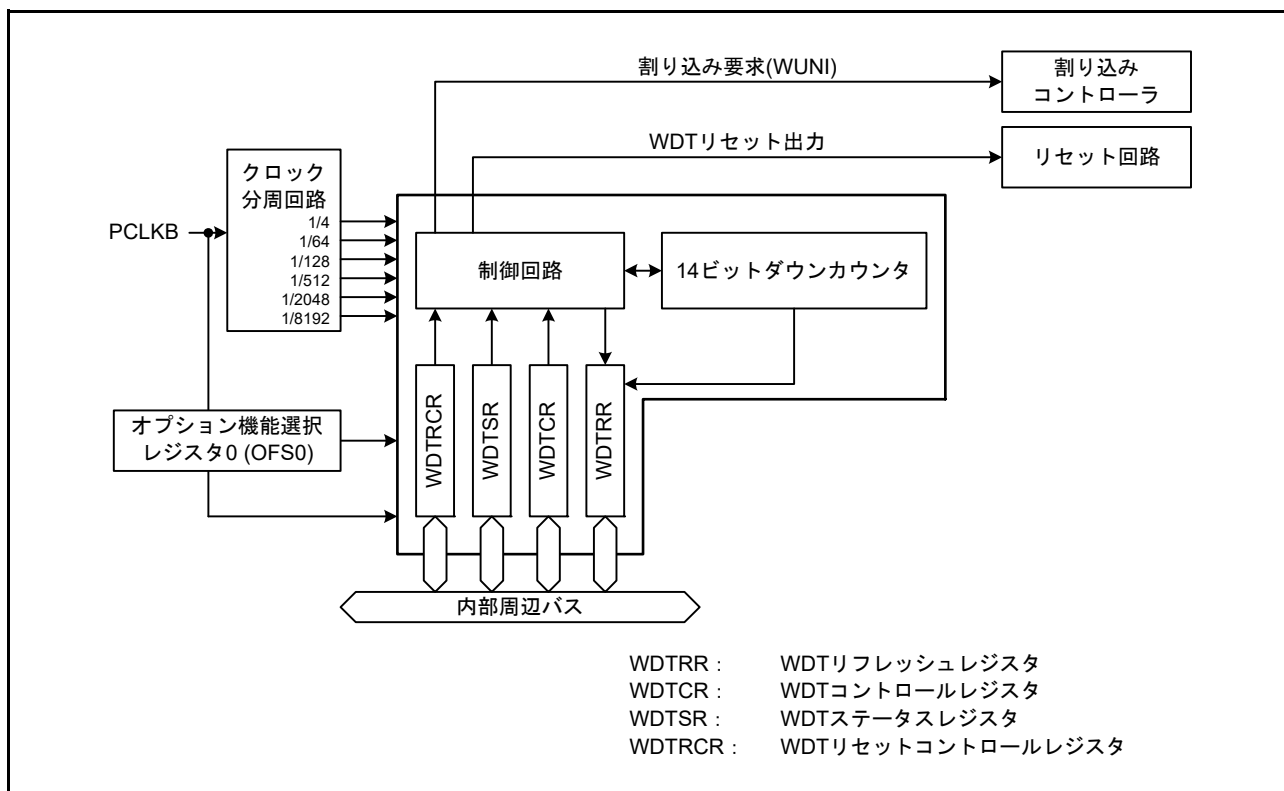 割り込み要求(WUNI)
割り込み
コントローラ
WDTリセット出力
リセット回路
クロック
分周回路
1/4
1/64
1/128
1/512
1/2048
1/8192
PCLKB
制御回路
14ビットダウンカウンタ
オプション機能選択
レジスタ0 (OFS0)
WDTRCR
WDTSR
WDTCR
WDTRR
内部周辺バス
WDTRR : WDTリフレッシュレジスタ
WDTCR : WDTコントロールレジスタ
WDTSR : WDTステータスレジスタ
WDTRCR : WDTリセットコントロールレジスタ